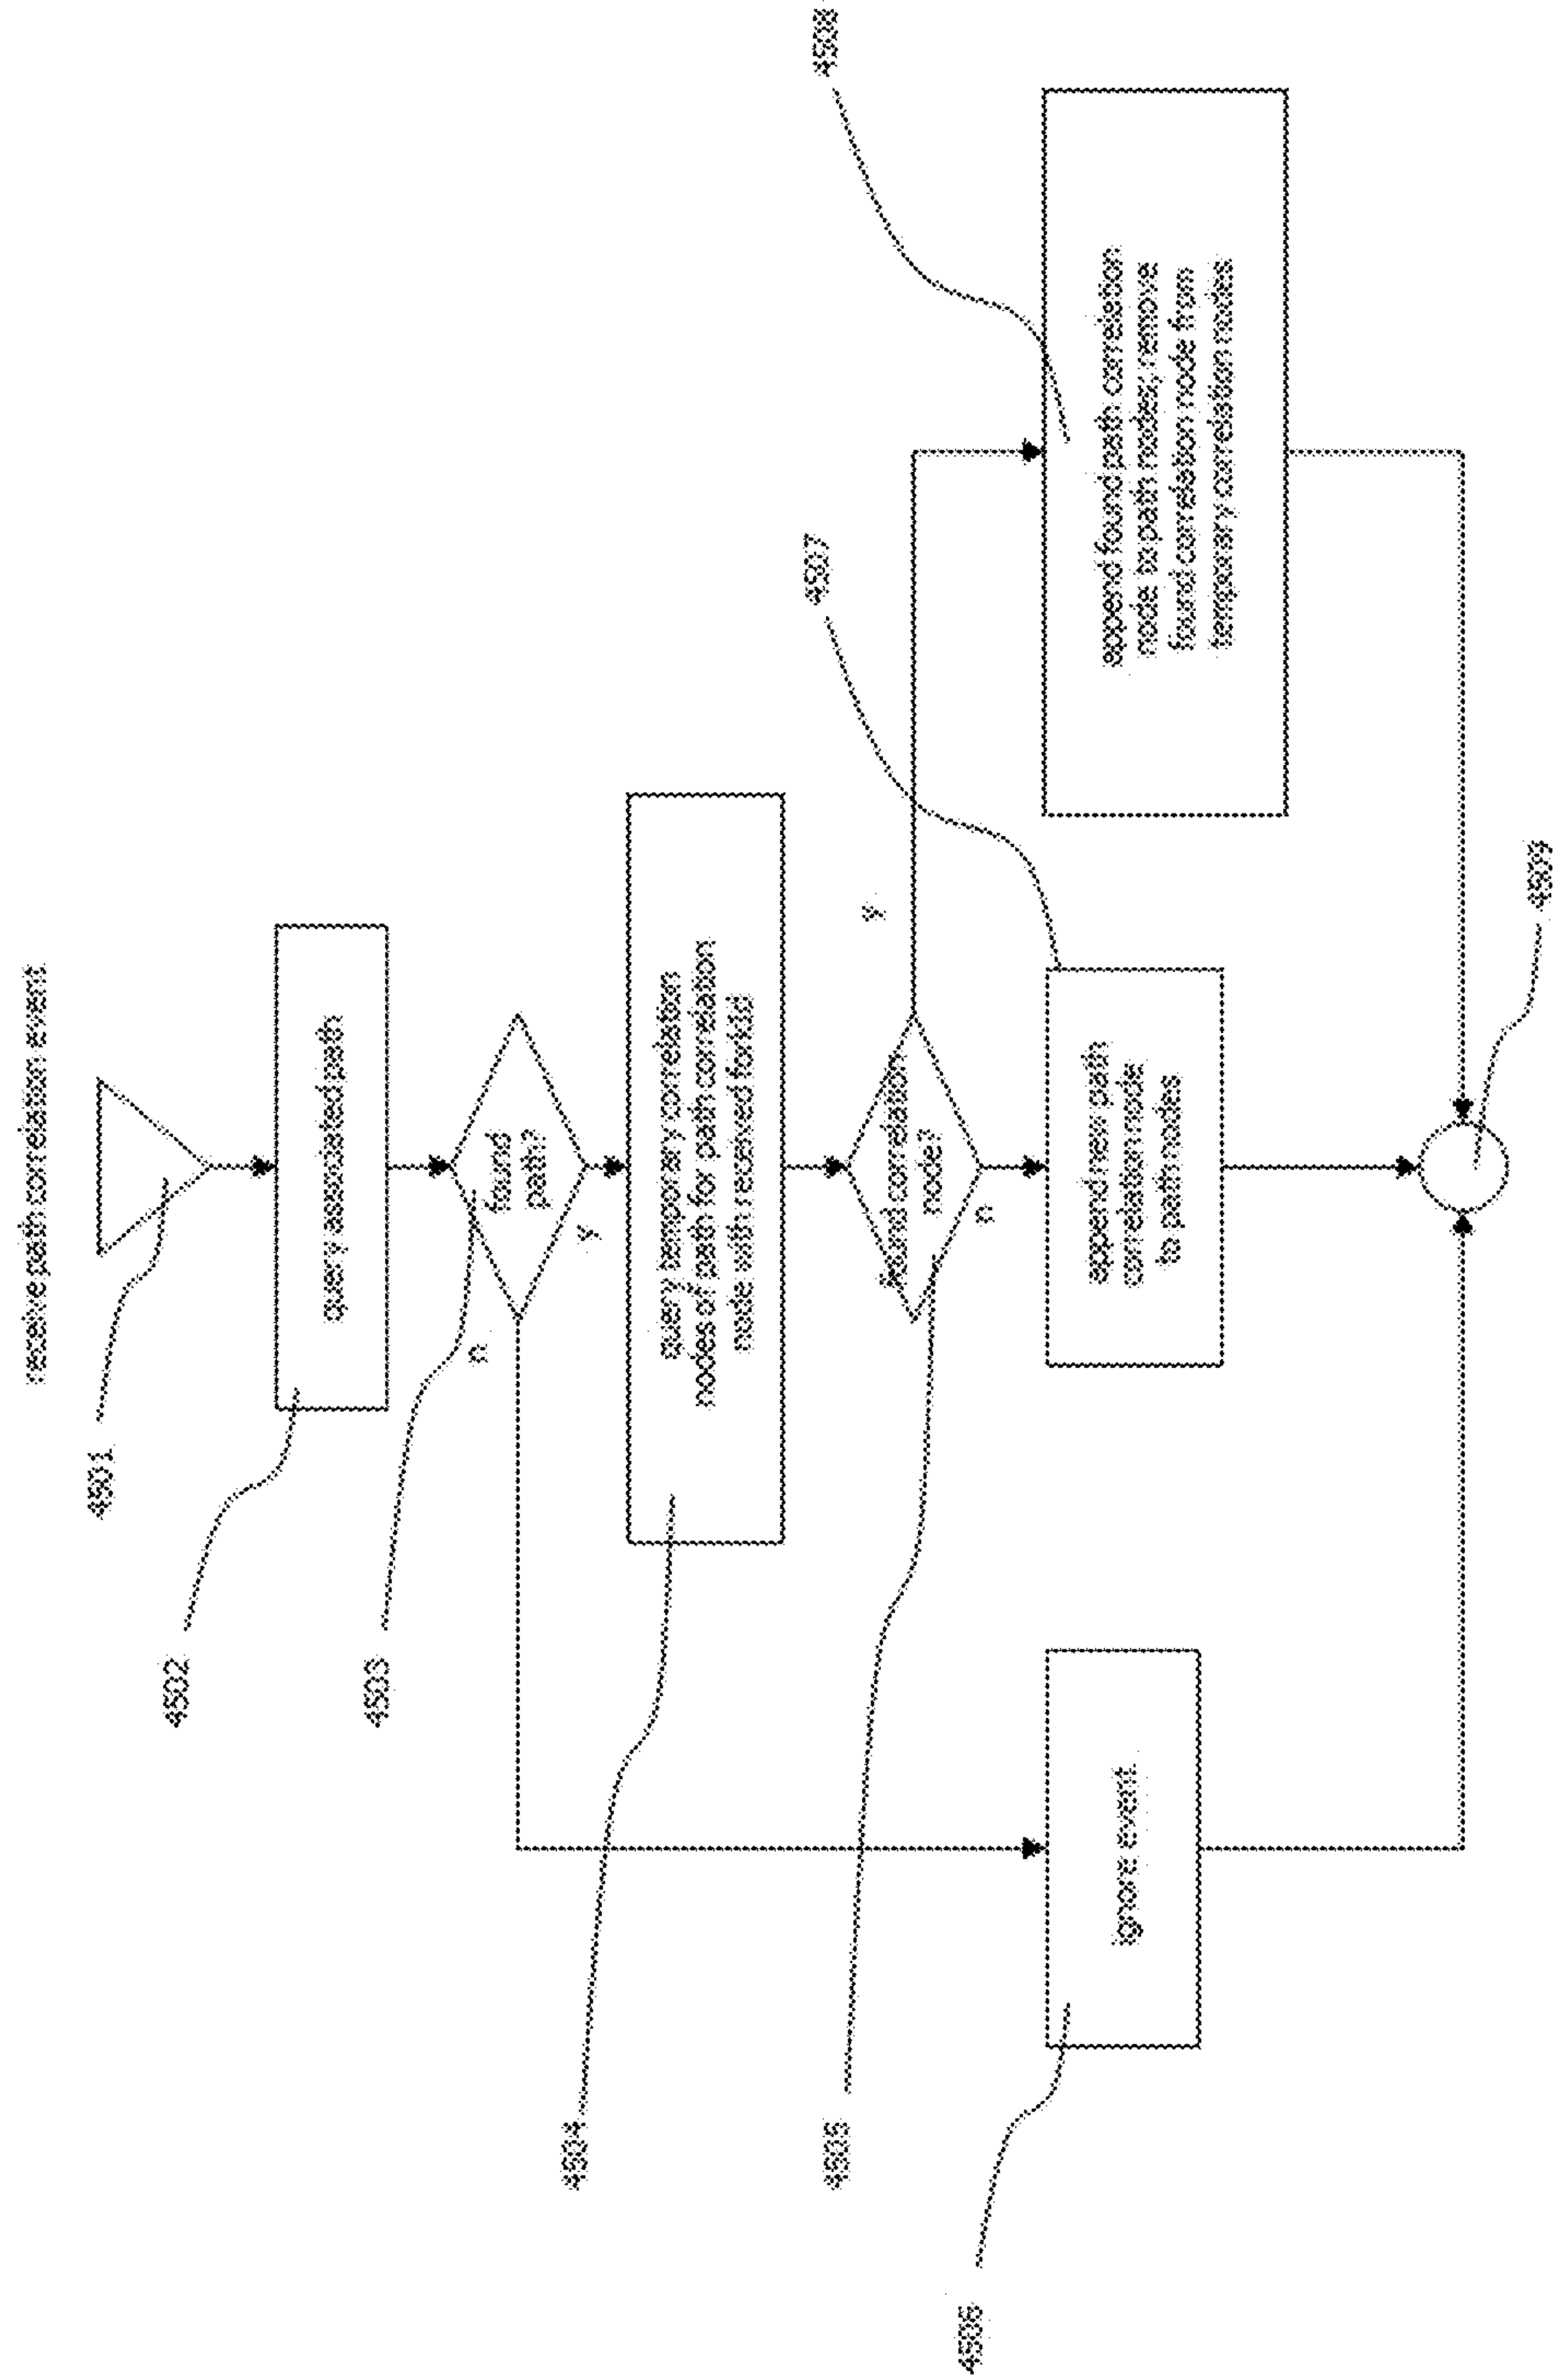 receive path correlation event
4501
query associated path
4502
found
path?
4503
n
y
query temporary correlation
nodes of path for path correlation
node with received forkId
4504
found correlation
node?
4505
y
n
ignore event
4506
append new path
correlation node
to path nodes
4507
append found path correlation
node to path nodes; remove
found correlation node from
temporary correlation nodes
4508
4509